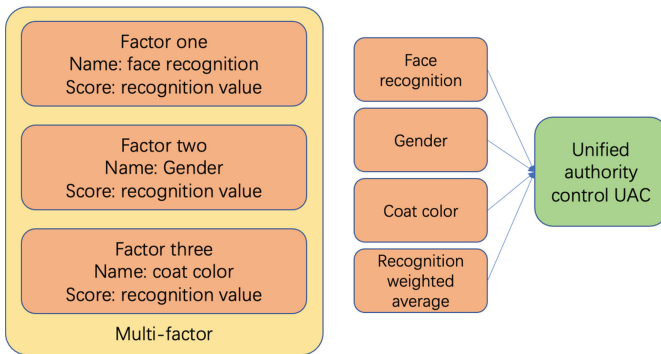 Factor one
Name: face recognition
Score: recognition value
Factor two
Name: Gender
Score: recognition value
Factor three
Name: coat color
Score: recognition value
Multi-factor
Face
recognition
Gender
Coat color
Recognition
weighted
average
Unified
authority
control UAC